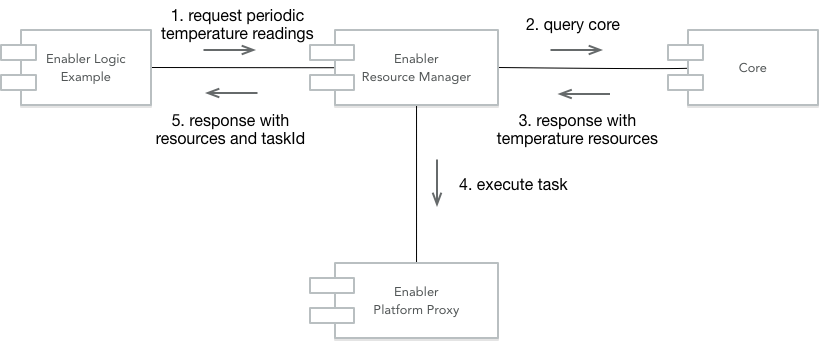 1. request periodic
temperature readings
2. query core
Enabler Logic
Example
Enabler
Resource Manager
Core
5. response with
resources and taskId
3. response with
temperature resources
4. execute task
Enabler
Platform Proxy